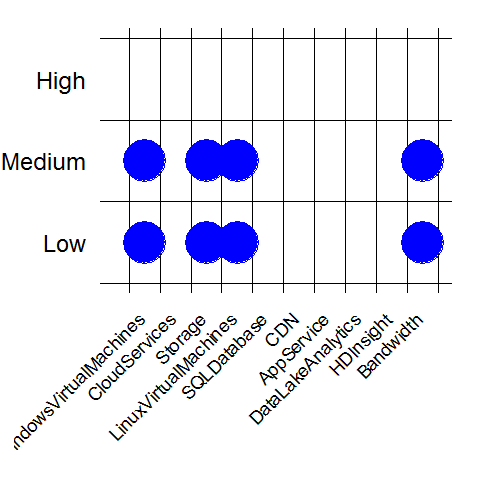 High
Medium
Low
ndowsVirtualMachines
CloudServices
Storage
LinuxVirtualMachines
SQLDatabase
CDN
AppService
DataLakeAnalytics
HDInsight
Bandwidth